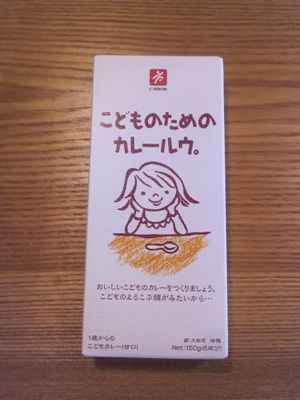 CANYON
こどものための
カレールウ。
おいしいこどものカレーをつくりましょう。
こどものよろこぶ顔がみたいから…
1歳からの
こどもカレー(甘口)
Net:150g(6皿分)